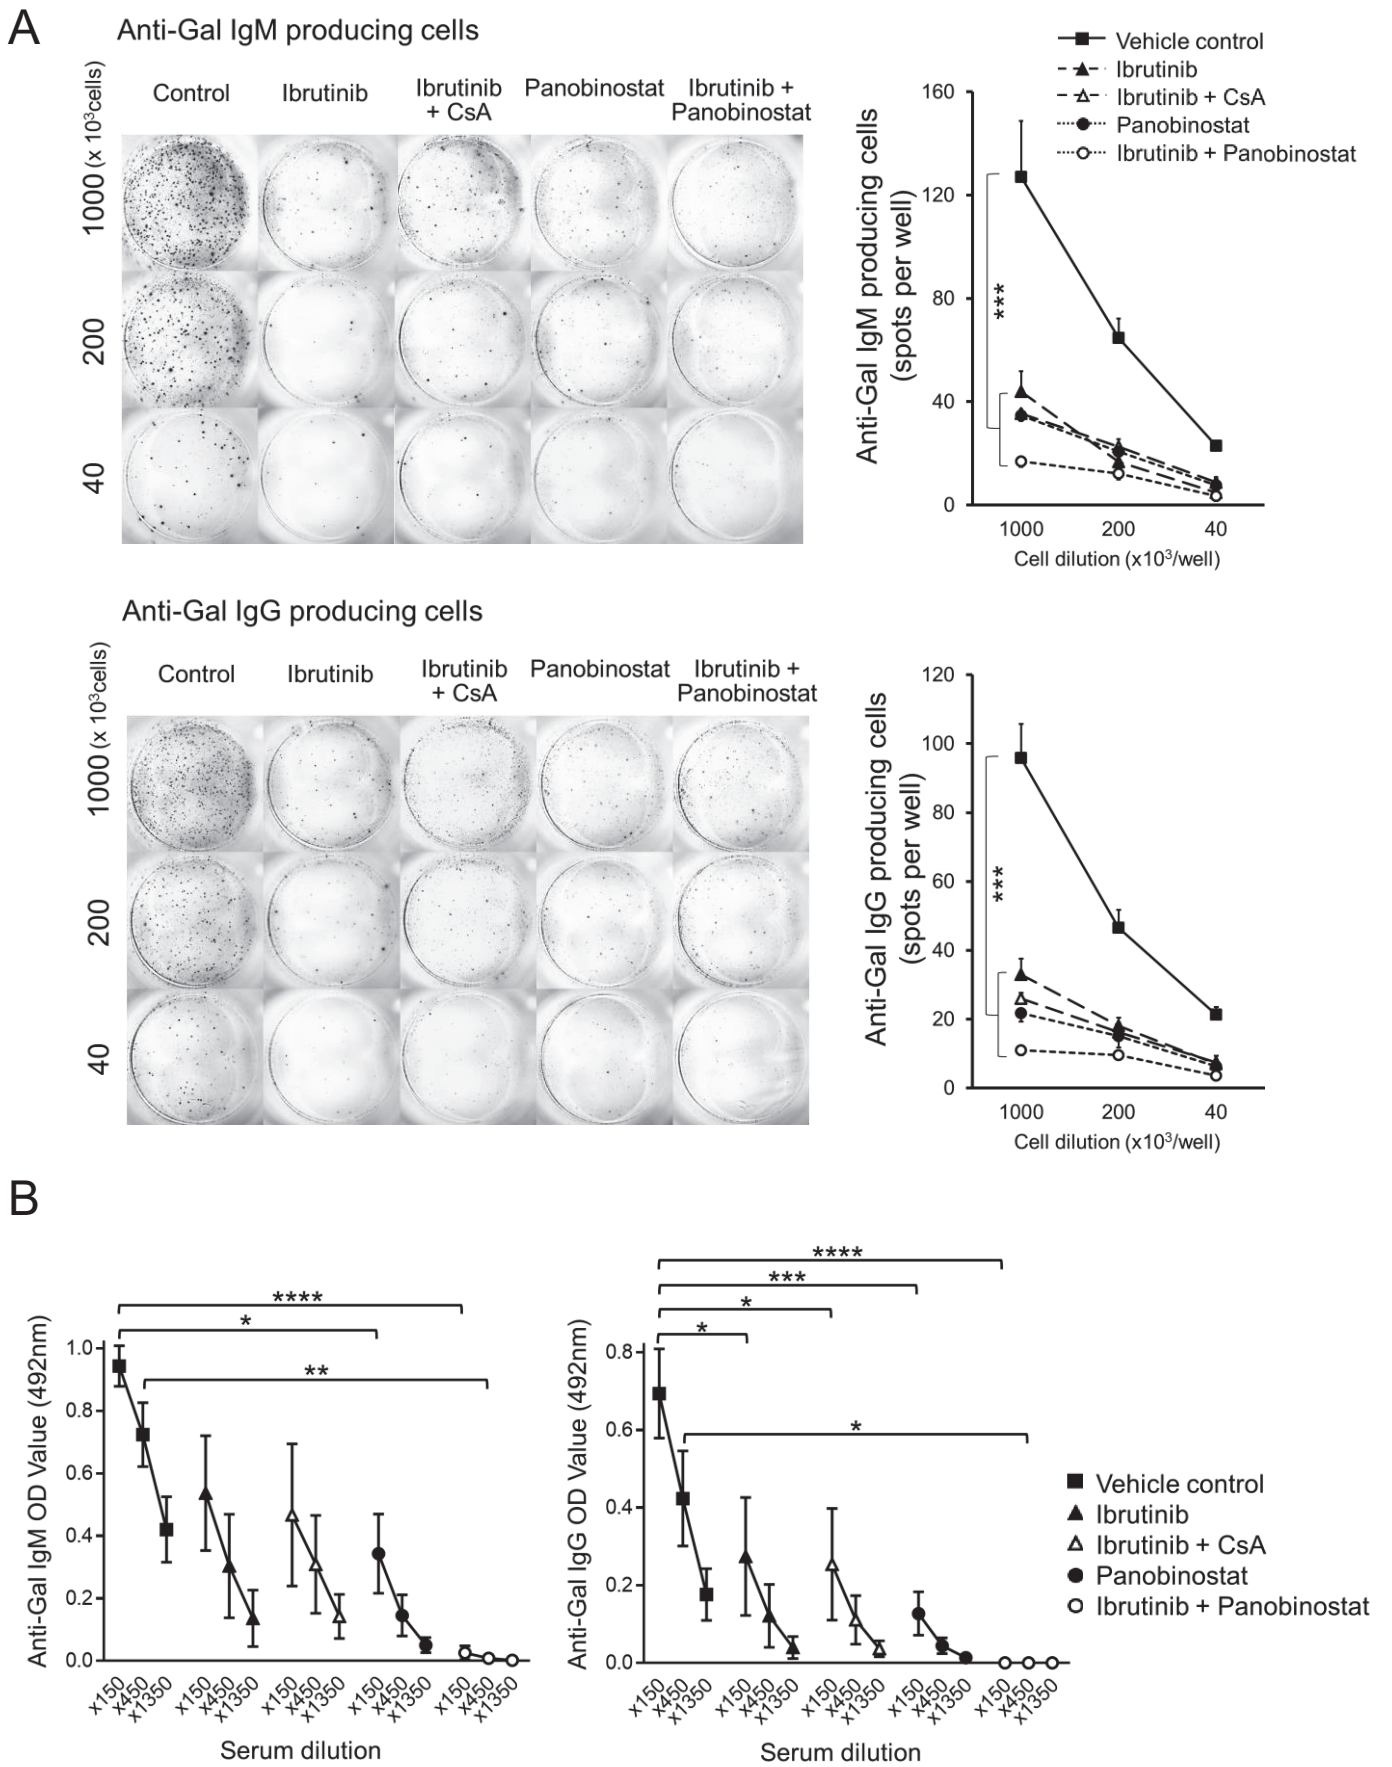 A
Anti-Gal IgM producing cells
Control
Ibrutinib
Ibrutinib
+ CsA
Panobinostat
Ibrutinib +
Panobinostat
1000 (x 10³cells)
200
40
Vehicle control
Ibrutinib
Ibrutinib + CsA
Panobinostat
Ibrutinib + Panobinostat
Anti-Gal IgM producing cells
(spots per well)
160
120
80
40
0
***
1000 200 40
Cell dilution (x10³/well)
Anti-Gal IgG producing cells
Control
Ibrutinib
Ibrutinib
+ CsA
Panobinostat
Ibrutinib +
Panobinostat
1000 (x 10³cells)
200
40
Anti-Gal IgG producing cells
(spots per well)
120
100
80
60
40
20
0
***
1000 200 40
Cell dilution (x10³/well)
B
Anti-Gal IgM OD Value (492nm)
****
*
**
1.0
0.8
0.6
0.4
0.2
0.0
x150 x450 x1350 x150 x450 x1350 x150 x450 x1350 x150 x450 x1350 x150 x450 x1350
Serum dilution
Anti-Gal IgG OD Value (492nm)
****
***
*
*
*
0.8
0.6
0.4
0.2
0.0
x150 x450 x1350 x150 x450 x1350 x150 x450 x1350 x150 x450 x1350 x150 x450 x1350
Serum dilution
Vehicle control
Ibrutinib
Ibrutinib + CsA
Panobinostat
Ibrutinib + Panobinostat